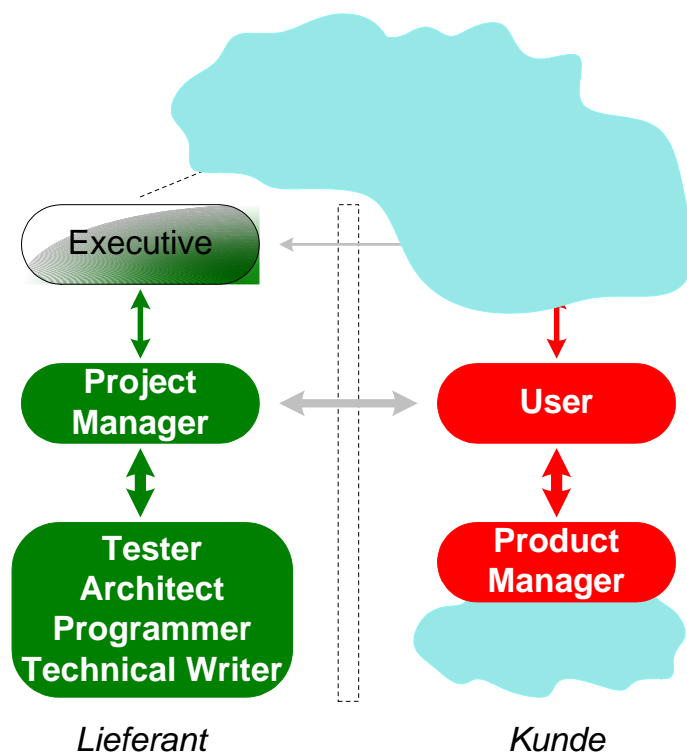 Executive
Project
Manager
User
Tester
Architect
Programmer
Technical Writer
Product
Manager
Lieferant
Kunde